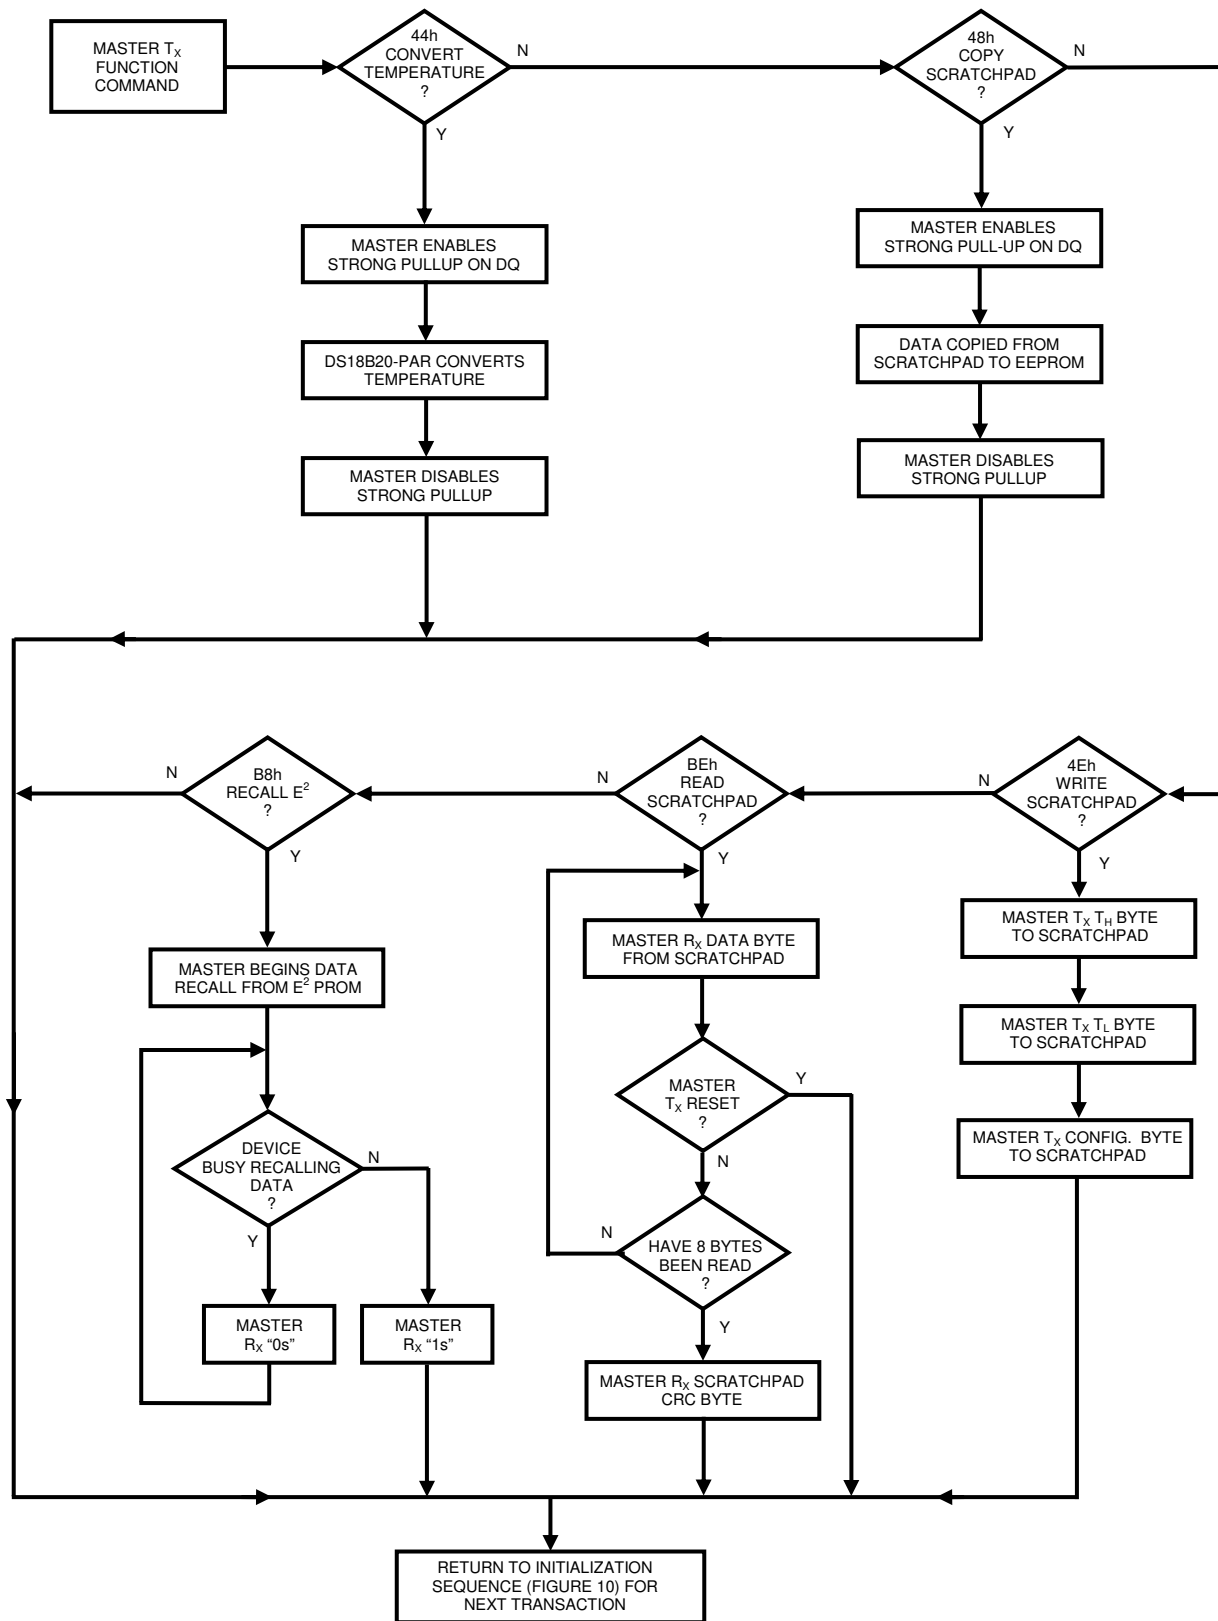 MASTER TX
FUNCTION
COMMAND
44h
CONVERT
TEMPERATURE
?
N
Y
48h
COPY
SCRATCHPAD
?
N
Y
MASTER ENABLES
STRONG PULLUP ON DQ
DS18B20-PAR CONVERTS
TEMPERATURE
MASTER DISABLES
STRONG PULLUP
MASTER ENABLES
STRONG PULL-UP ON DQ
DATA COPIED FROM
SCRATCHPAD TO EEPROM
MASTER DISABLES
STRONG PULLUP
B8h
RECALL E²
?
N
Y
BEh
READ
SCRATCHPAD
?
N
Y
4Eh
WRITE
SCRATCHPAD
?
N
Y
MASTER BEGINS DATA
RECALL FROM E² PROM
DEVICE
BUSY RECALLING
DATA
?
N
Y
MASTER
RX “0s”
MASTER
RX “1s”
MASTER RX DATA BYTE
FROM SCRATCHPAD
MASTER
TX RESET
?
Y
N
HAVE 8 BYTES
BEEN READ
?
N
Y
MASTER RX SCRATCHPAD
CRC BYTE
MASTER TX TH BYTE
TO SCRATCHPAD
MASTER TX TL BYTE
TO SCRATCHPAD
MASTER TX CONFIG. BYTE
TO SCRATCHPAD
RETURN TO INITIALIZATION
SEQUENCE (FIGURE 10) FOR
NEXT TRANSACTION